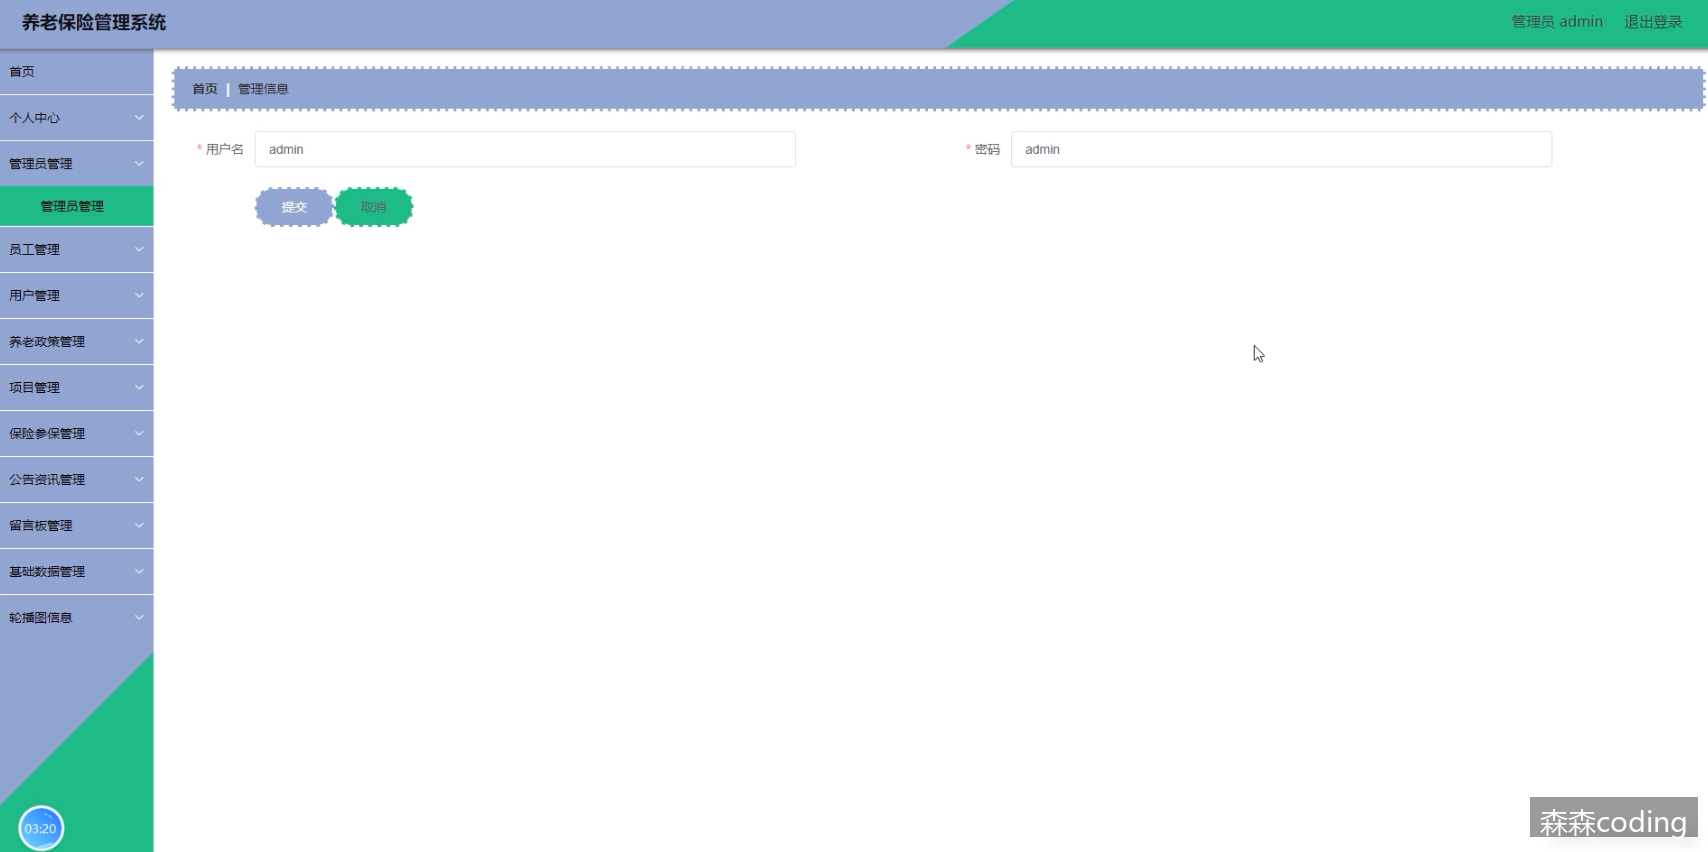 养老保险管理系统
管理员 admin 退出登录
首页
个人中心
管理员管理
管理员管理
员工管理
用户管理
养老政策管理
项目管理
保险参保管理
公告资讯管理
留言板管理
基础数据管理
轮播图信息
03:20
首页 | 管理信息
* 用户名 admin
* 密码 admin
提交 取消
森森coding